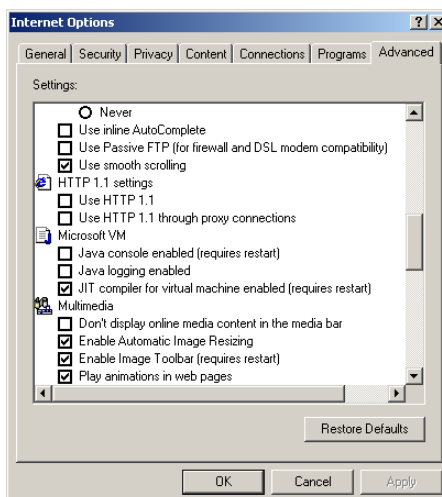 Internet Options
General Security Privacy Content Connections Programs Advanced
Settings:
Never
Use inline AutoComplete
Use Passive FTP (for firewall and DSL modem compatibility)
Use smooth scrolling
HTTP 1.1 settings
Use HTTP 1.1
Use HTTP 1.1 through proxy connections
Microsoft VM
Java console enabled (requires restart)
Java logging enabled
JIT compiler for virtual machine enabled (requires restart)
Multimedia
Don't display online media content in the media bar
Enable Automatic Image Resizing
Enable Image Toolbar (requires restart)
Play animations in web pages
Restore Defaults
OK Cancel Apply